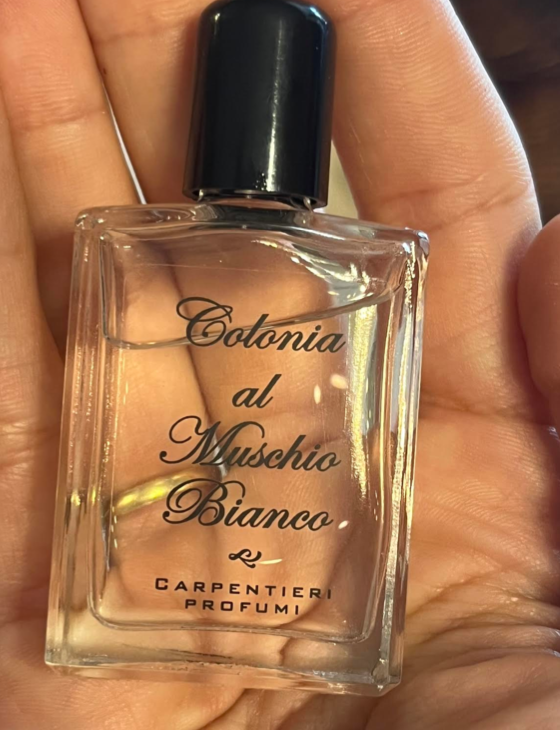 Colonia
al
Muschio
Bianco
CARPENTIERI
PROFUMI